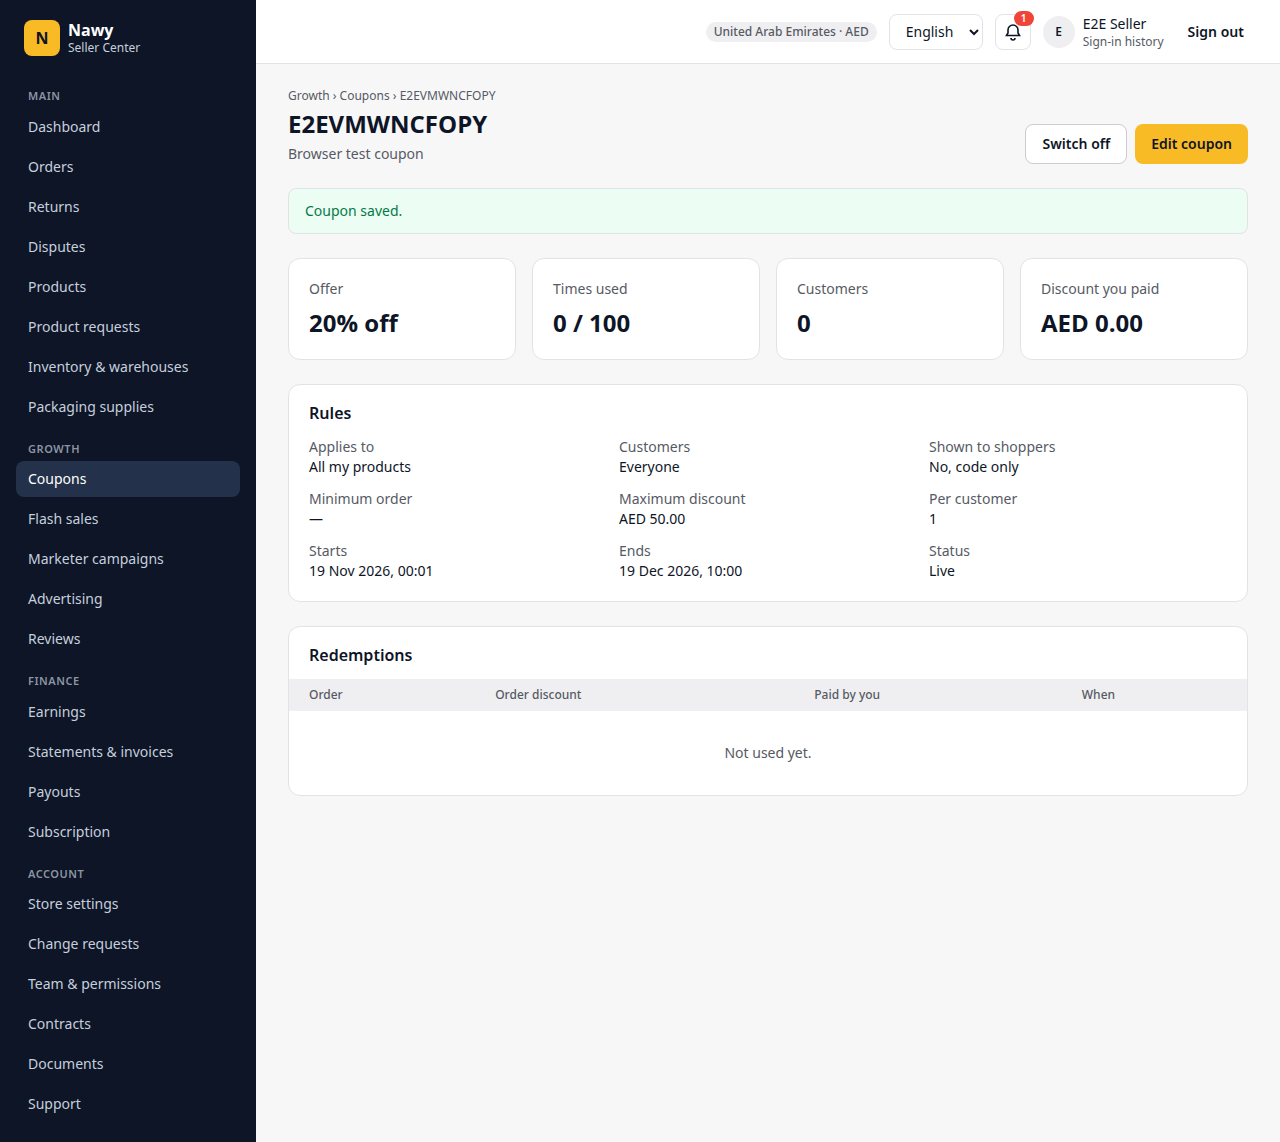 N
Nawy
Seller Center
MAIN
Dashboard
Orders
Returns
Disputes
Products
Product requests
Inventory & warehouses
Packaging supplies
GROWTH
Coupons
Flash sales
Marketer campaigns
Advertising
Reviews
FINANCE
Earnings
Statements & invoices
Payouts
Subscription
ACCOUNT
Store settings
Change requests
Team & permissions
Contracts
Documents
Support
United Arab Emirates · AED
English
1
E
E2E Seller
Sign-in history
Sign out
Growth › Coupons › E2EVMWNCFOPY
E2EVMWNCFOPY
Browser test coupon
Switch off
Edit coupon
Coupon saved.
Offer
20% off
Times used
0 / 100
Customers
0
Discount you paid
AED 0.00
Rules
Applies to
All my products
Customers
Everyone
Shown to shoppers
No, code only
Minimum order
—
Maximum discount
AED 50.00
Per customer
1
Starts
19 Nov 2026, 00:01
Ends
19 Dec 2026, 10:00
Status
Live
Redemptions
Order Order discount Paid by you When
Not used yet.